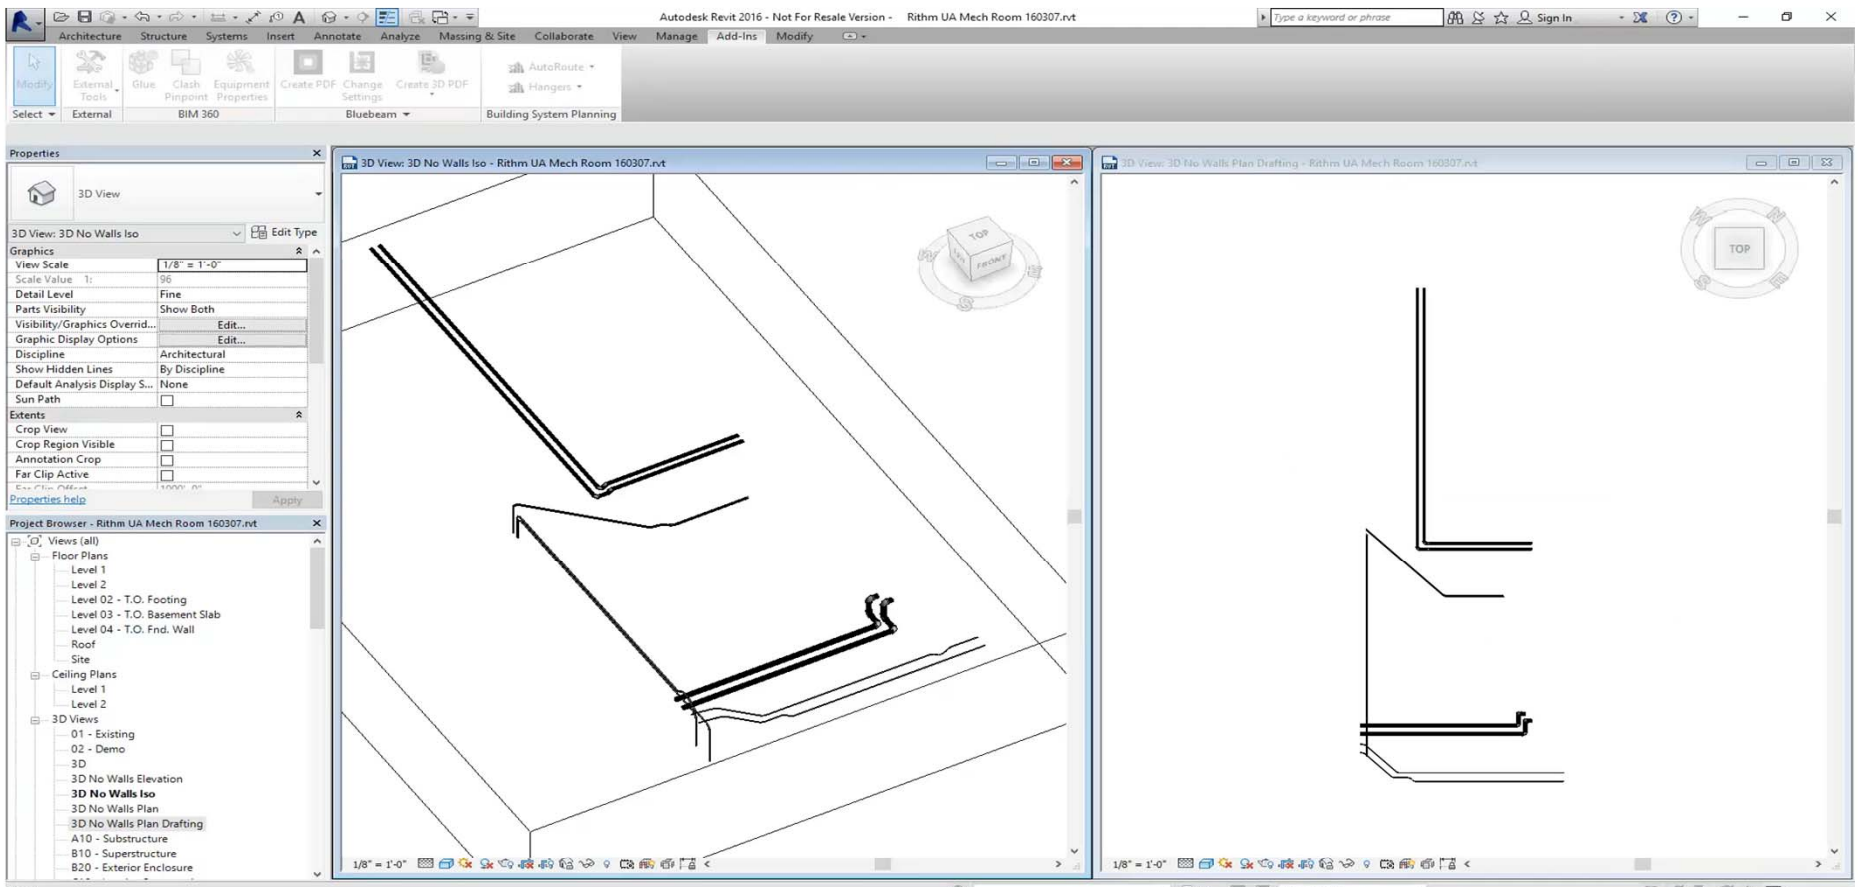 Autodesk Revit 2016 - Not For Resale Version - Rithm UA Mech Room 160307.rvt
Type a keyword or phrase
Sign In
Architecture Structure Systems Insert Annotate Analyze Massing & Site Collaborate View Manage Add-Ins Modify
Modify External Tools Glue Clash Pinpoint Equipment Properties Create PDF Change Settings Create 3D PDF AutoRoute
Hangers
Select External BIM 360 Bluebeam Building System Planning
Properties
3D View
3D View: 3D No Walls Iso Edit Type
Graphics
View Scale 1/8" = 1'-0"
Scale Value 1: 96
Detail Level Fine
Parts Visibility Show Both
Visibility/Graphics Overrid... Edit...
Graphic Display Options Edit...
Discipline Architectural
Show Hidden Lines By Discipline
Default Analysis Display S... None
Sun Path
Extents
Crop View
Crop Region Visible
Annotation Crop
Far Clip Active
Far Clip Offset 1000' 0"
Properties help Apply
Project Browser - Rithm UA Mech Room 160307.rvt
Views (all)
Floor Plans
Level 1
Level 2
Level 02 - T.O. Footing
Level 03 - T.O. Basement Slab
Level 04 - T.O. Fnd. Wall
Roof
Site
Ceiling Plans
Level 1
Level 2
3D Views
01 - Existing
02 - Demo
3D
3D No Walls Elevation
3D No Walls Iso
3D No Walls Plan
3D No Walls Plan Drafting
A10 - Substructure
B10 - Superstructure
B20 - Exterior Enclosure
3D View: 3D No Walls Iso - Rithm UA Mech Room 160307.rvt
TOP
FRONT
W
E
S
1/8" = 1'-0"
3D View: 3D No Walls Plan Drafting - Rithm UA Mech Room 160307.rvt
W
N
TOP
S
E
1/8" = 1'-0"